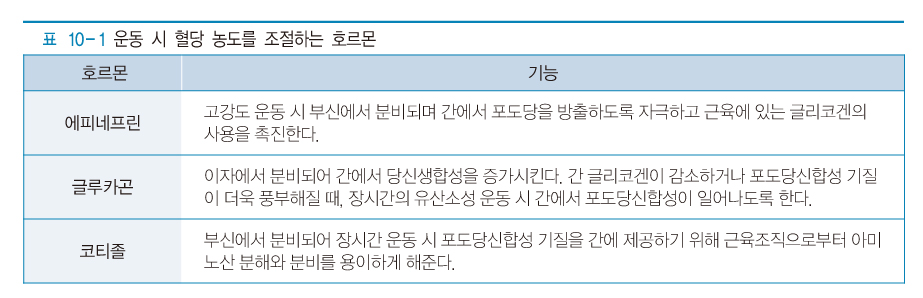 표 10-1 운동 시 혈당 농도를 조절하는 호르몬
호르몬 기능
에피네프린
고강도 운동 시 부신에서 분비되며 간에서 포도당을 방출하도록 자극하고 근육에 있는 글리코겐의
사용을 촉진한다.
글루카곤
이자에서 분비되어 간에서 당신생합성을 증가시킨다. 간 글리코겐이 감소하거나 포도당신합성 기질
이 더욱 풍부해질 때, 장시간의 유산소성 운동 시 간에서 포도당신합성이 일어나도록 한다.
코티졸
부신에서 분비되어 장시간 운동 시 포도당신합성 기질을 간에 제공하기 위해 근육조직으로부터 아미
노산 분해와 분비를 용이하게 해준다.